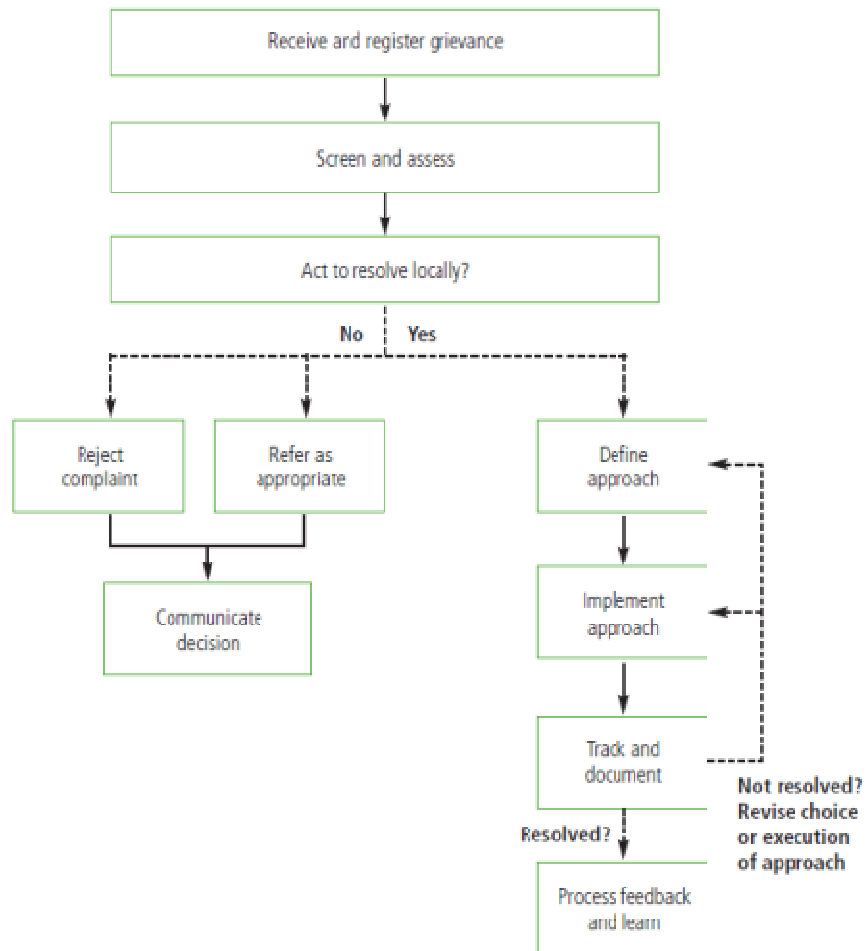 Receive and register grievance
Screen and assess
Act to resolve locally?
No
Yes
Reject
complaint
Refer as
appropriate
Define
approach
Communicate
decision
Implement
approach
Track and
document
Not resolved?
Revise choice
or execution
of approach
Resolved?
Process feedback
and learn